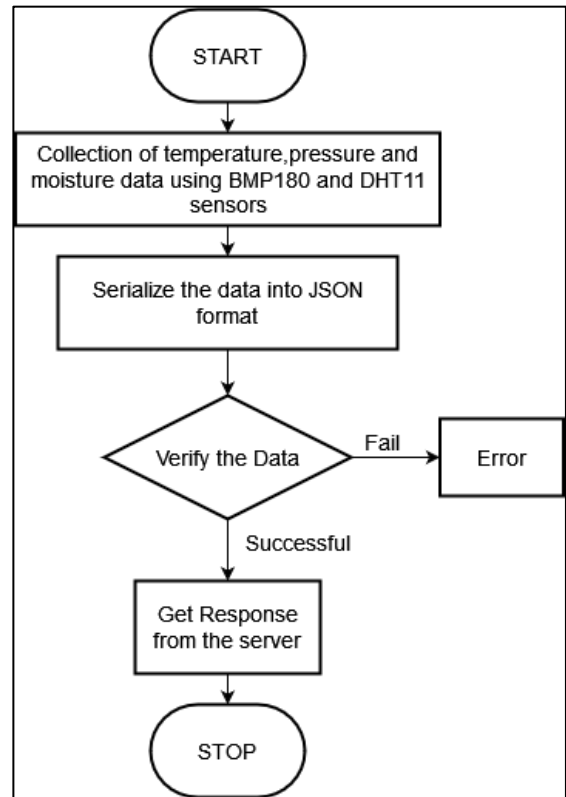 START
Collection of temperature,pressure and
moisture data using BMP180 and DHT11
sensors
Serialize the data into JSON
format
Verify the Data
Fail
Error
Successful
Get Response
from the server
STOP